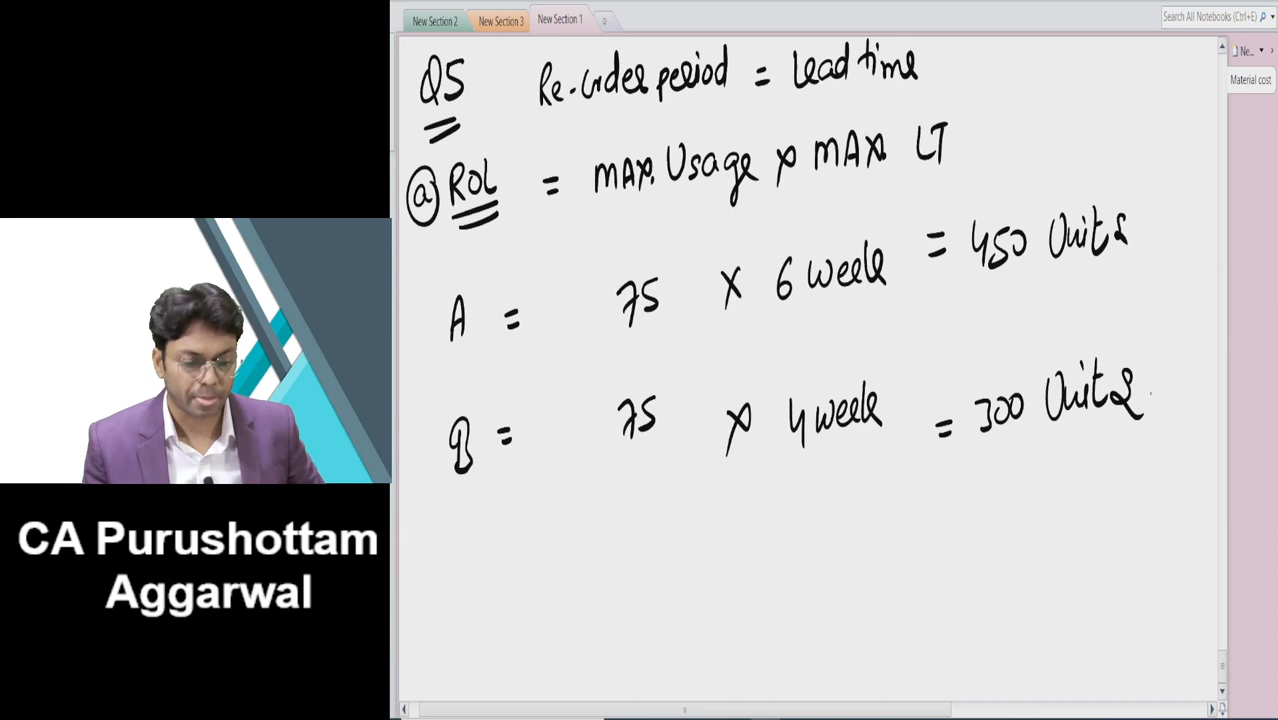 New Section 2 New Section 3 New Section 1
Search All Notebooks (Ctrl+E)
Ne...
Material cost
Q5 Re-order period = Lead time
(a) ROL = MAX. Usage × MAX. LT
A = 75 × 6 week = 450 Units
B = 75 × 4 week = 300 Units
CA Purushottam
Aggarwal